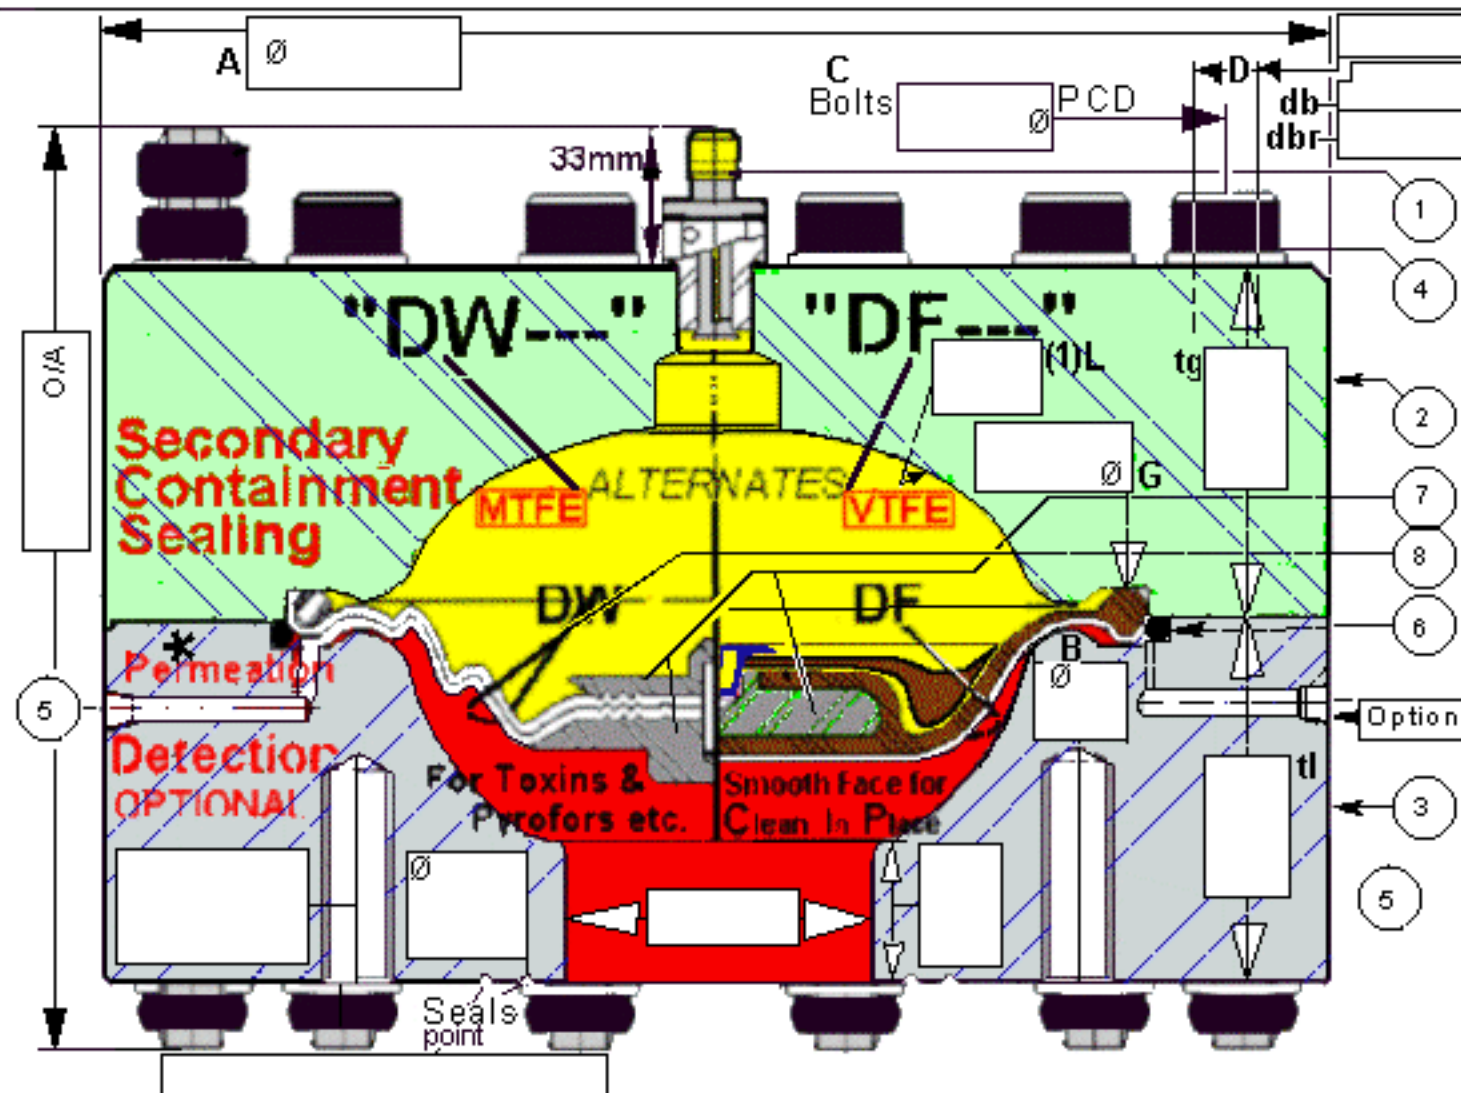 A Ø
C
Bolts Ø PCD
D
db
dbr
33mm
1
4
"DW---" "DF---"
O/A
(1)L
tg
2
Secondary
Containment
Sealing
ALTERNATES
MTFE VTFE
Ø G
7
8
DW DF
6
*
Permeation
B
Ø
5
Option
Detection
OPTIONAL
tl
For Toxins &
Pyrofors etc.
Smooth Face for
Clean In Place
3
Ø
5
Seals
point